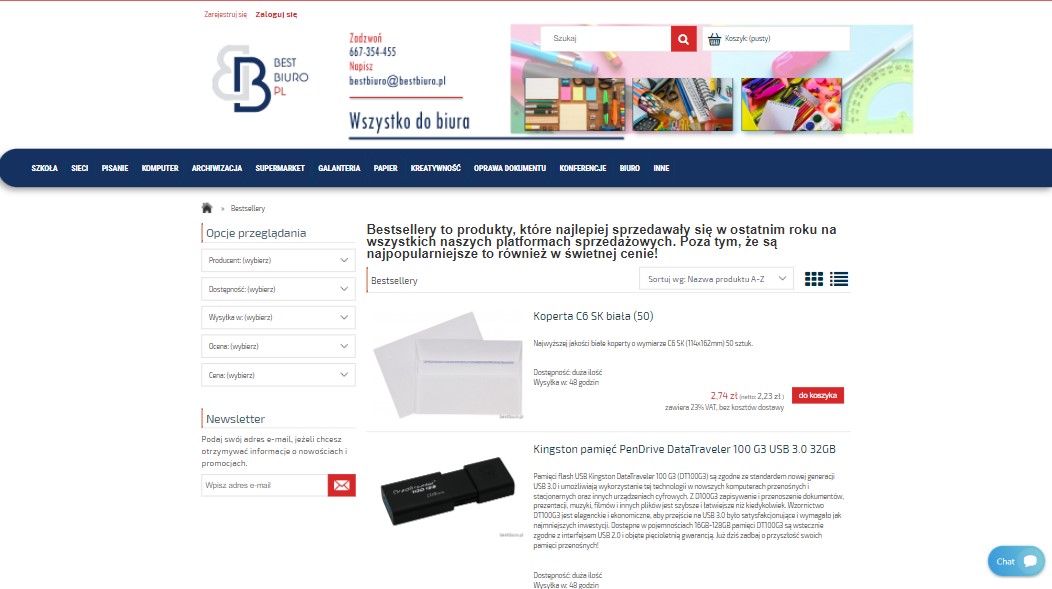 Zarejestruj się Zaloguj się
BEST
BIURO
PL
Zadzwoń
667-354-455
Napisz
bestbiuro@bestbiuro.pl
Wszystko do biura
Szukaj
Koszyk: (pusty)
SZKOŁA SIECI PISANIE KOMPUTER ARCHIWIZACJA SUPERMARKET GALANTERIA PAPIER KREATYWNOŚĆ OPRAWA DOKUMENTU KONFERENCJE BIURO INNE
» Bestsellery
Opcje przeglądania
Producent: (wybierz)
Dostępność: (wybierz)
Wysyłka w: (wybierz)
Ocena: (wybierz)
Cena: (wybierz)
Newsletter
Podaj swój adres e-mail, jeżeli chcesz
otrzymywać informacje o nowościach i
promocjach.
Wpisz adres e-mail
Bestsellery to produkty, które najlepiej sprzedawały się w ostatnim roku na
wszystkich naszych platformach sprzedażowych. Poza tym, że są
najpopularniejsze to również w świetnej cenie!
Bestsellery
Sortuj wg: Nazwa produktu A-Z
Koperta C6 SK biała (50)
Najwyższej jakości białe koperty o wymiarze C6 SK (114x162mm) 50 sztuk.
Dostępność: duża ilość
Wysyłka w: 48 godzin
2,74 zł (netto: 2,23 zł )
do koszyka
zawiera 23% VAT, bez kosztów dostawy
bestbiuro.pl
Kingston pamięć PenDrive DataTraveler 100 G3 USB 3.0 32GB
Pamięci flash USB Kingston DataTraveler 100 G3 (DT100G3) są zgodne ze standardem nowej generacji
USB 3.0 i umożliwiają wykorzystanie tej technologii w nowszych komputerach przenośnych i
stacjonarnych oraz innych urządzeniach cyfrowych. Z D100G3 zapisywanie i przenoszenie dokumentów,
prezentacji, muzyki, filmów i innych plików jest szybsze i łatwiejsze niż kiedykolwiek. Wzornictwo
DT100G3 jest eleganckie i ekonomiczne, aby przejście na USB 3.0 było satysfakcjonujące i wymagało jak
najmniejszych inwestycji. Dostępne w pojemnościach 16GB-128GB pamięci DT100G3 są wstecznie
zgodne z interfejsem USB 2.0 i objęte pięcioletnią gwarancją. Już dziś zadbaj o przyszłość swoich
pamięci przenośnych!
Dostępność: duża ilość
Wysyłka w: 48 godzin
DataTraveler
bestbiuro.pl
Chat